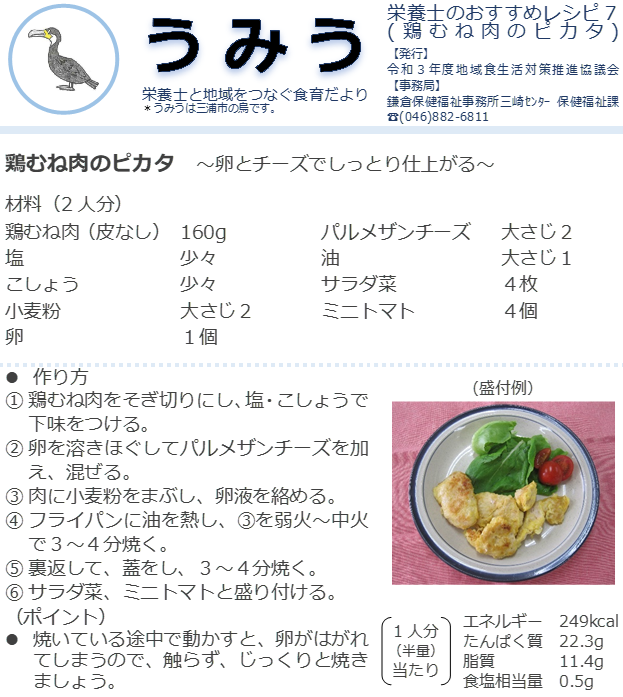 うみう
栄養士と地域をつなぐ食育だより
＊うみうは三浦市の鳥です。
栄養士のおすすめレシピ７
(鶏むね肉のピカタ)
【発行】
令和３年度地域食生活対策推進協議会
【事務局】
鎌倉保健福祉事務所三崎ｾﾝﾀｰ 保健福祉課
☎(046)882-6811
鶏むね肉のピカタ　～卵とチーズでしっとり仕上がる～
材料（２人分）
鶏むね肉（皮なし）　160g　パルメザンチーズ　大さじ２
塩　少々　油　大さじ１
こしょう　少々　サラダ菜　４枚
小麦粉　大さじ２　ミニトマト　４個
卵　１個
● 作り方
① 鶏むね肉をそぎ切りにし、塩・こしょうで
下味をつける。
② 卵を溶きほぐしてパルメザンチーズを加
え、混ぜる。
③ 肉に小麦粉をまぶし、卵液を絡める。
④ フライパンに油を熱し、③を弱火～中火
で３～４分焼く。
⑤ 裏返して、蓋をし、３～４分焼く。
⑥ サラダ菜、ミニトマトと盛り付ける。
（ポイント）
● 焼いている途中で動かすと、卵がはがれ
てしまうので、触らず、じっくりと焼き
ましょう。
（盛付例）
１人分
（半量）
当たり
エネルギー　249kcal
たんぱく質　22.3g
脂質　11.4g
食塩相当量　0.5g